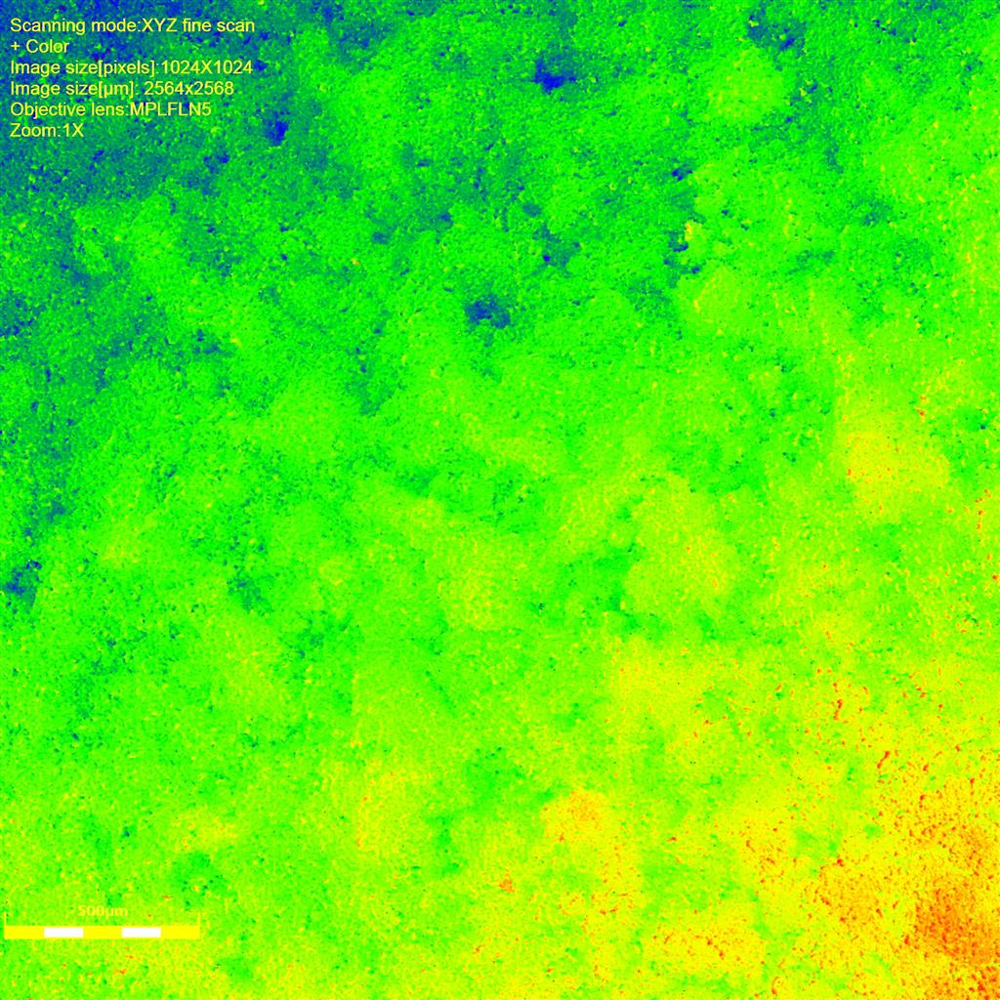 Scanning mode:XYZ fine scan
+ Color
Image size[pixels]:1024X1024
Image size[µm]: 2564x2568
Objective lens:MPLFLN5
Zoom:1X
500µm